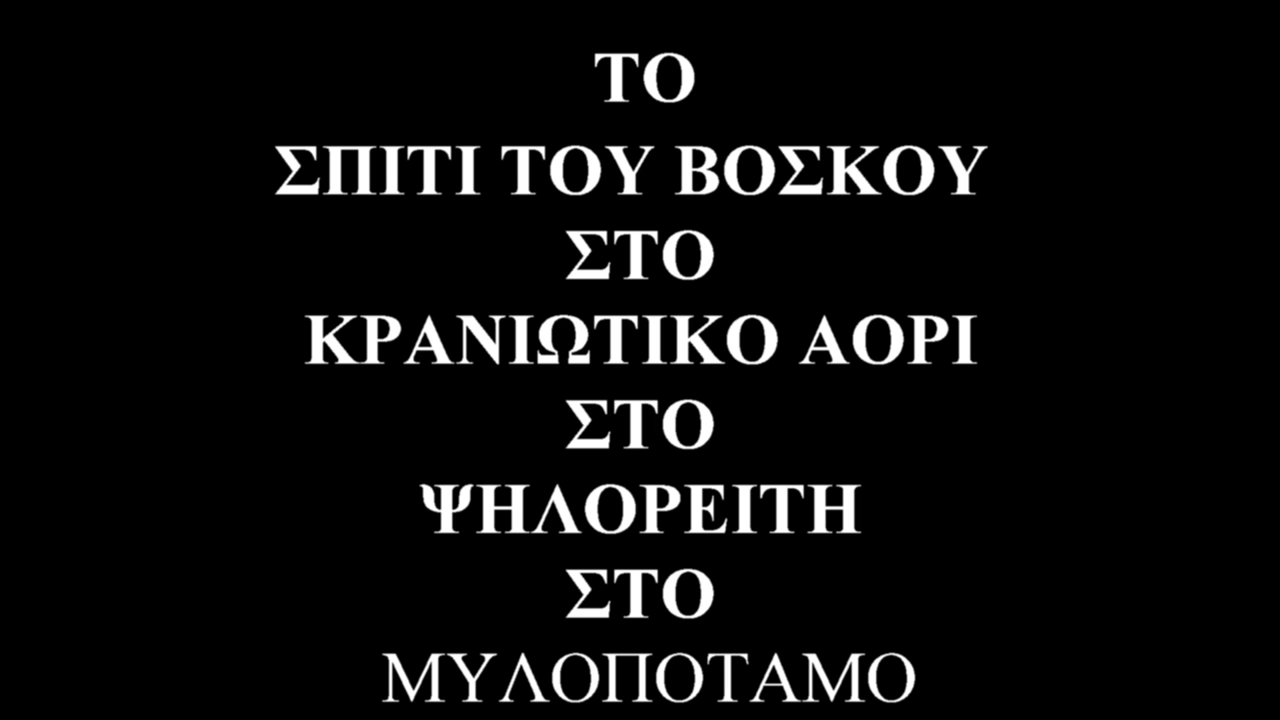 ΤΟ
ΣΠΙΤΙ ΤΟΥ ΒΟΣΚΟΥ
ΣΤΟ
ΚΡΑΝΙΩΤΙΚΟ ΑΟΡΙ
ΣΤΟ
ΨΗΛΟΡΕΙΤΗ
ΣΤΟ
ΜΥΛΟΠΟΤΑΜΟ